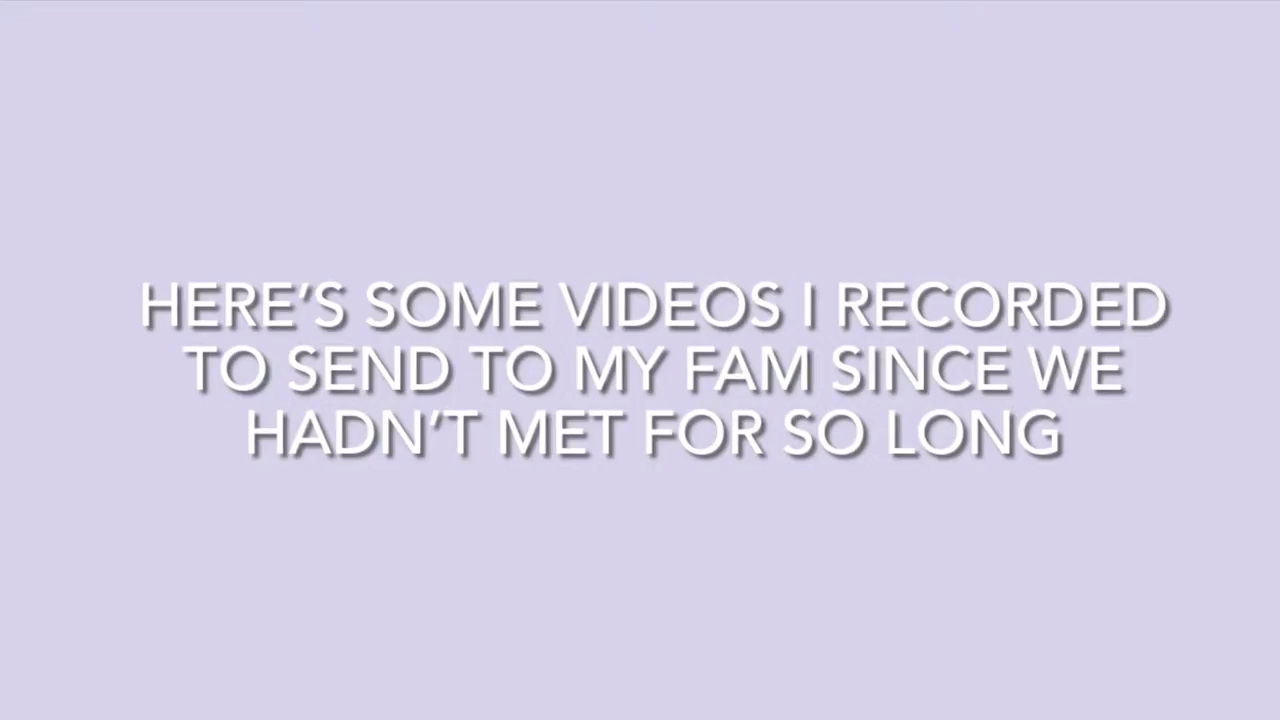 HERE’S SOME VIDEOS I RECORDED
TO SEND TO MY FAM SINCE WE
HADN’T MET FOR SO LONG